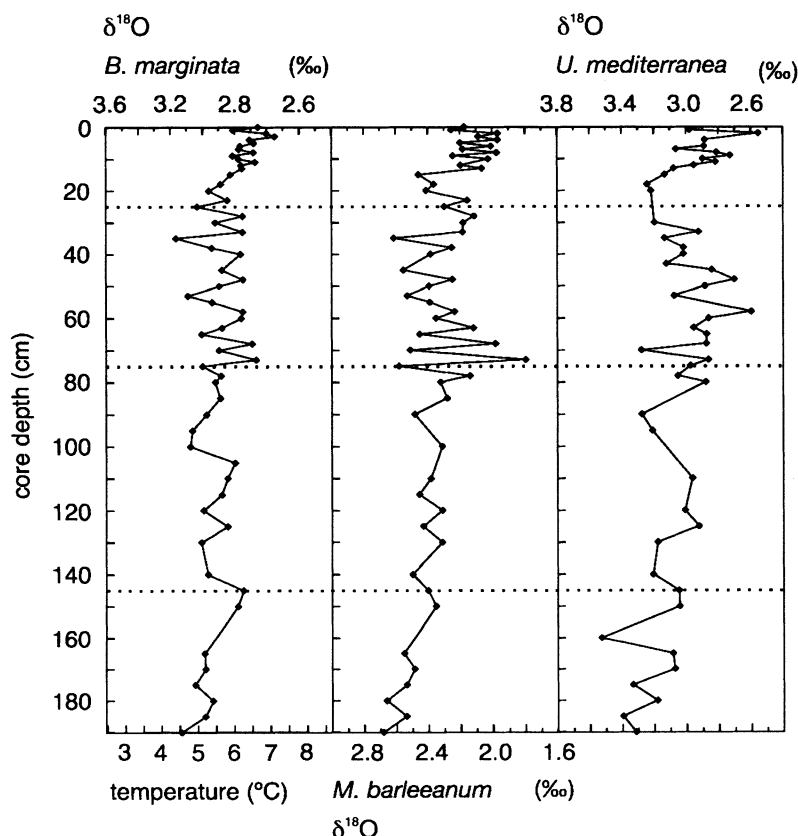 δ¹⁸O δ¹⁸O
B. marginata (‰) U. mediterranea (‰)
3.6 3.2 2.8 2.6 3.8 3.4 3.0 2.6
0
20
40
60
80
100
120
140
160
180
core depth (cm)
3 4 5 6 7 8 2.8 2.4 2.0 1.6
temperature (°C) M. barleeanum (‰)
δ¹⁸O